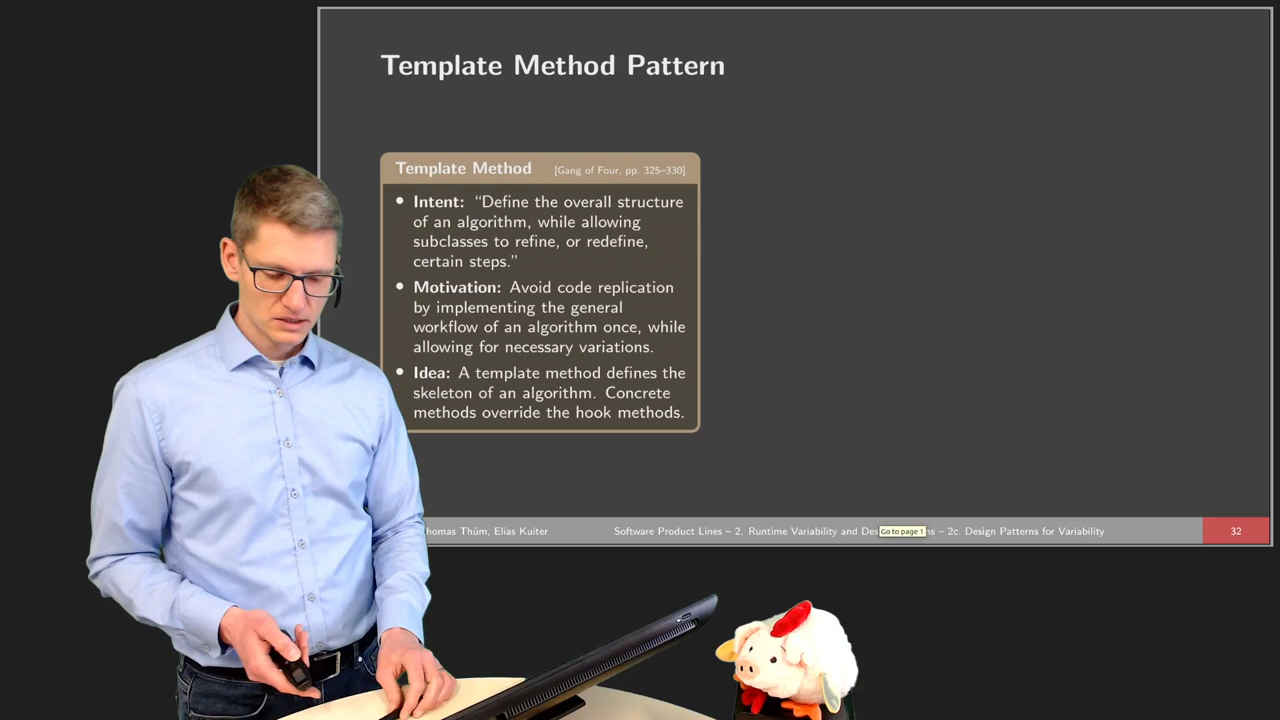 Template Method Pattern
Template Method [Gang of Four, pp. 325–330]
• Intent: “Define the overall structure
of an algorithm, while allowing
subclasses to refine, or redefine,
certain steps.”
• Motivation: Avoid code replication
by implementing the general
workflow of an algorithm once, while
allowing for necessary variations.
• Idea: A template method defines the
skeleton of an algorithm. Concrete
methods override the hook methods.
Thüm, Elias Kuiter Software Product Lines – 2. Runtime Variability and – 2c. Design Patterns for Variability 32
Go to page 1